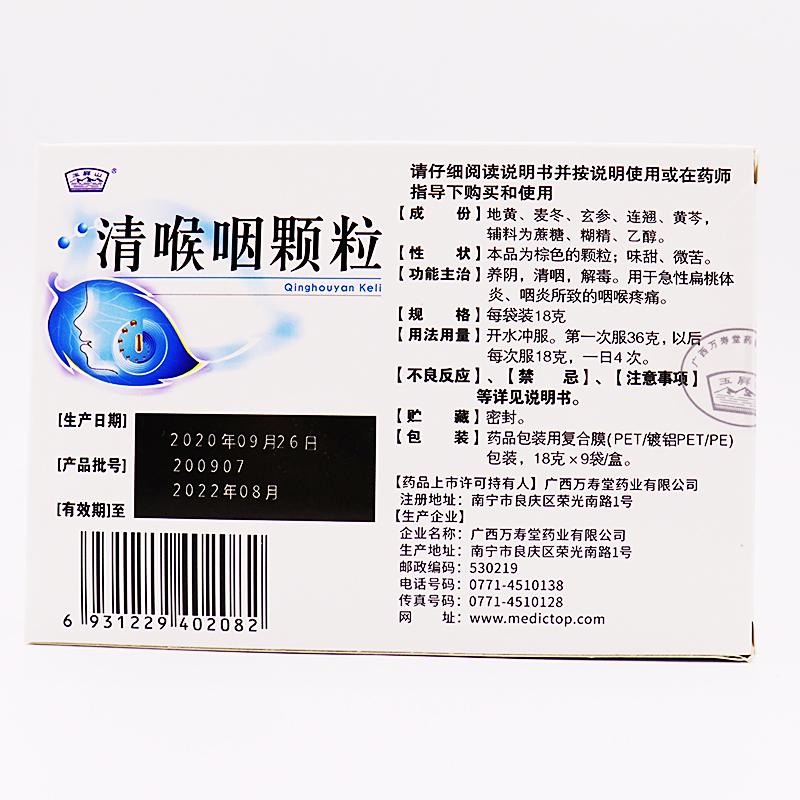 玉屏山®
清喉咽颗粒
Qinghouyan Keli
[生产日期]
2020年09月26日
[产品批号]
200907
[有效期]至
2022年08月
6 931229 402082
请仔细阅读说明书并按说明使用或在药师
指导下购买和使用
【成 份】地黄、麦冬、玄参、连翘、黄芩,
辅料为蔗糖、糊精、乙醇。
【性 状】本品为棕色的颗粒;味甜、微苦。
【功能主治】养阴,清咽,解毒。用于急性扁桃体
炎、咽炎所致的咽喉疼痛。
【规 格】每袋装18克
【用法用量】开水冲服。第一次服36克,以后
每次服18克,一日4次。
【不良反应】、【禁 忌】、【注意事项】
等详见说明书。
【贮 藏】密封。
【包 装】药品包装用复合膜(PET/镀铝PET/PE)
包装,18克×9袋/盒。
【药品上市许可持有人】广西万寿堂药业有限公司
注册地址:南宁市良庆区荣光南路1号
【生产企业】
企业名称:广西万寿堂药业有限公司
生产地址:南宁市良庆区荣光南路1号
邮政编码:530219
电话号码:0771-4510138
传真号码:0771-4510128
网 址:www.medictop.com
广西万寿堂药
玉屏山